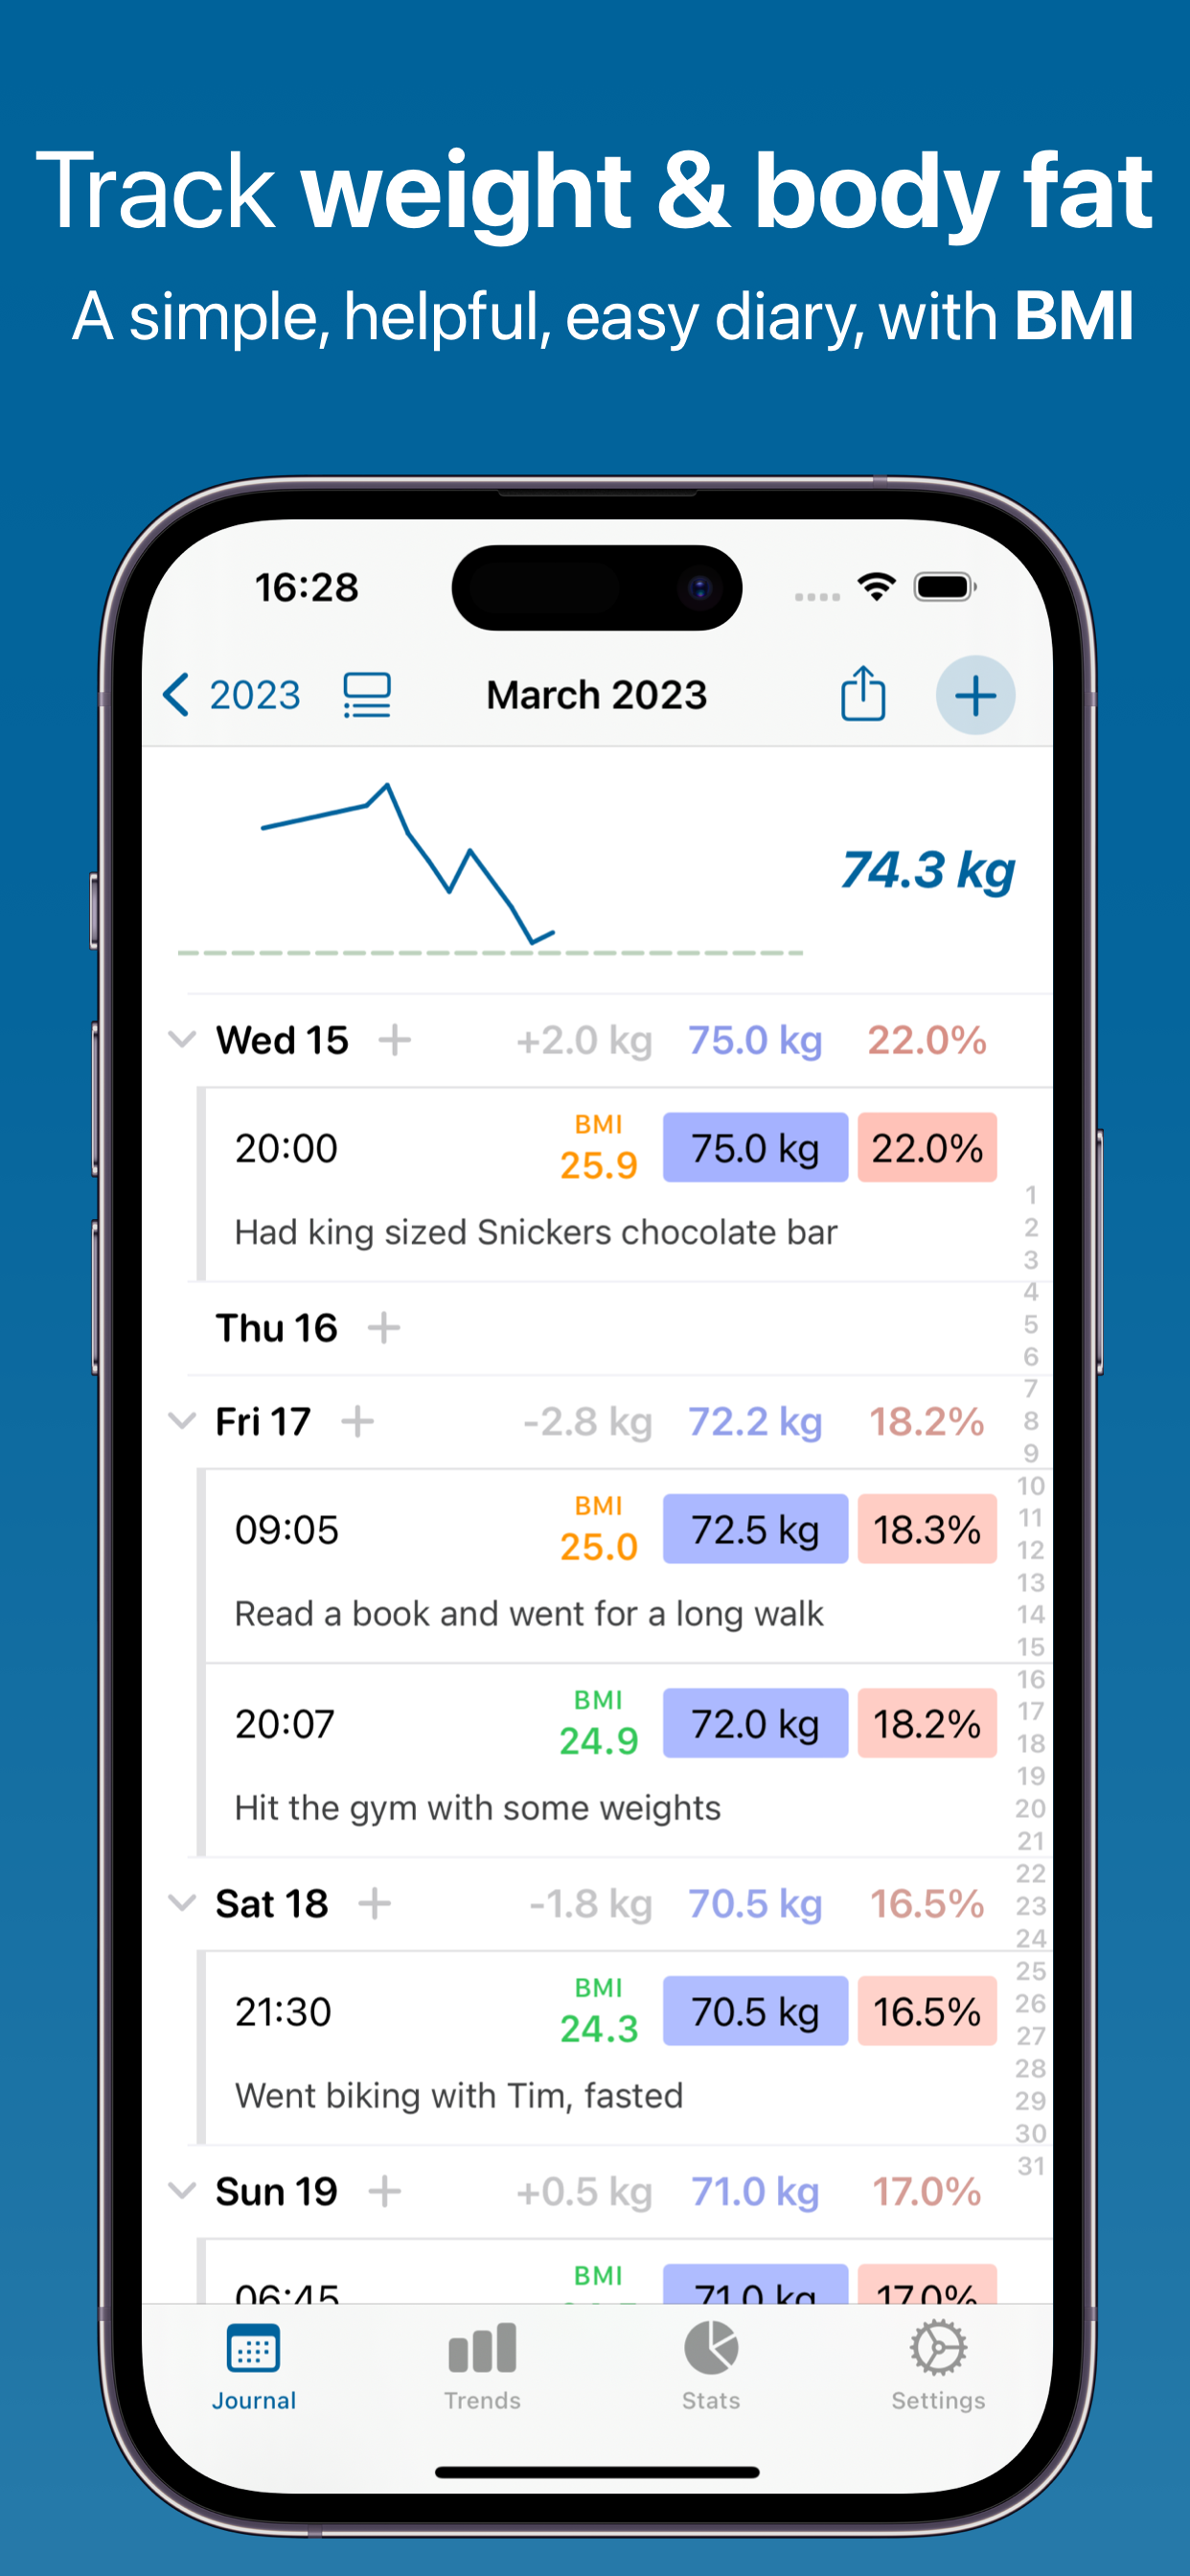 Track weight & body fat
A simple, helpful, easy diary, with BMI
16:28
2023
March 2023
74.3 kg
Wed 15 + +2.0 kg 75.0 kg 22.0%
20:00 BMI 25.9 75.0 kg 22.0%
Had king sized Snickers chocolate bar
Thu 16 +
Fri 17 + -2.8 kg 72.2 kg 18.2%
09:05 BMI 25.0 72.5 kg 18.3%
Read a book and went for a long walk
20:07 BMI 24.9 72.0 kg 18.2%
Hit the gym with some weights
Sat 18 + -1.8 kg 70.5 kg 16.5%
21:30 BMI 24.3 70.5 kg 16.5%
Went biking with Tim, fasted
Sun 19 + +0.5 kg 71.0 kg 17.0%
06:45 BMI 71.0 kg 17.0%
1
2
3
4
5
6
7
8
9
10
11
12
13
14
15
16
17
18
19
20
21
22
23
24
25
26
27
28
29
30
31
Journal
Trends
Stats
Settings